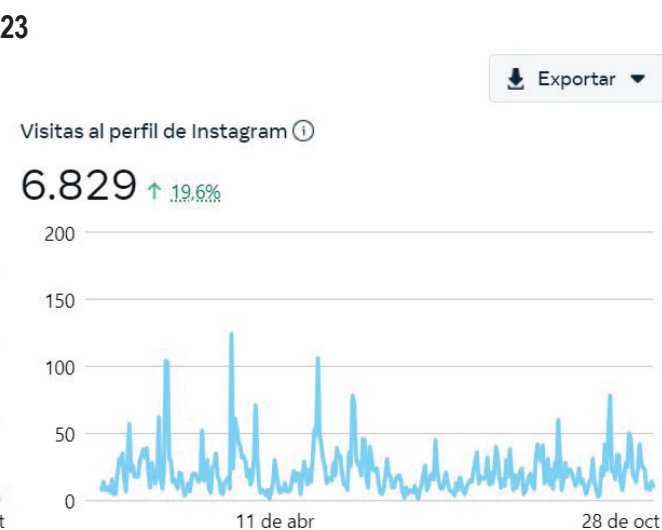 23
Exportar
Visitas al perfil de Instagram
6.829 ↑ 19,6%
200
150
100
50
0
t
11 de abr
28 de oct